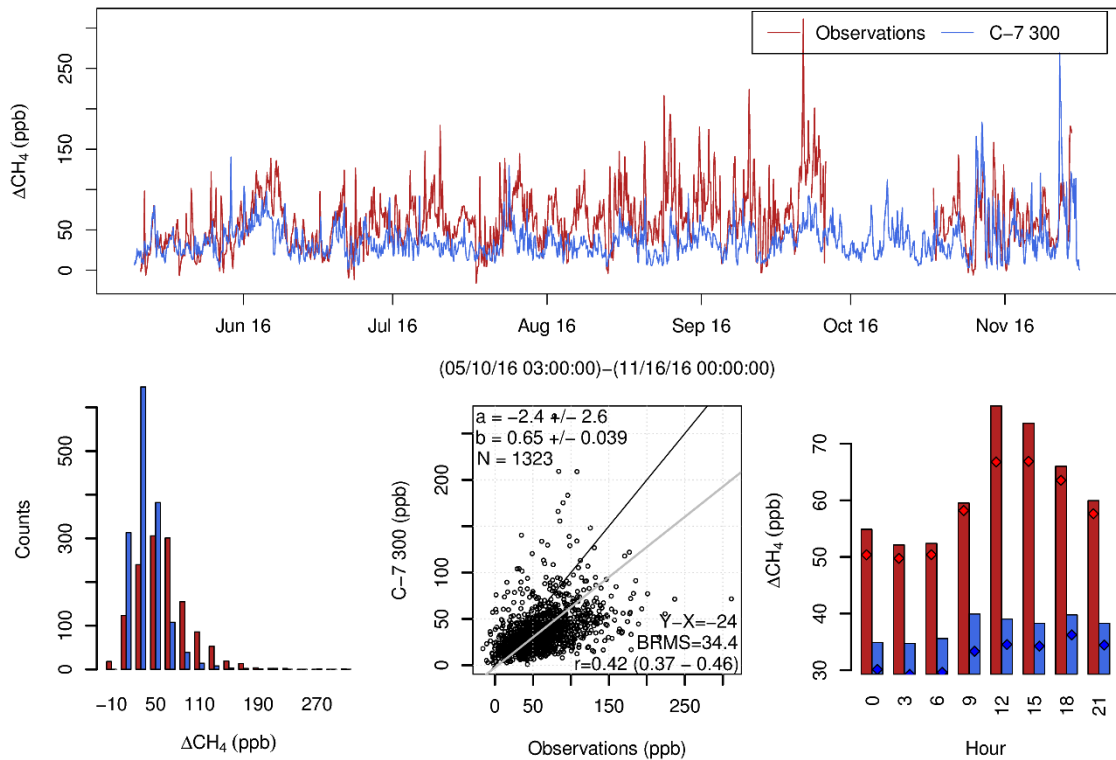 Observations C−7 300
ΔCH4 (ppb)
250
150
50
0
Jun 16 Jul 16 Aug 16 Sep 16 Oct 16 Nov 16
(05/10/16 03:00:00)−(11/16/16 00:00:00)
Counts
500
300
100
0
−10 50 110 190 270
ΔCH4 (ppb)
a = −2.4 +/− 2.6
b = 0.65 +/− 0.039
N = 1323
C−7 300 (ppb)
200
100
50
0
Y−X=−24
BRMS=34.4
r=0.42 (0.37 − 0.46)
0 50 150 250
Observations (ppb)
ΔCH4 (ppb)
70
60
50
40
30
0 3 6 9 12 15 18 21
Hour